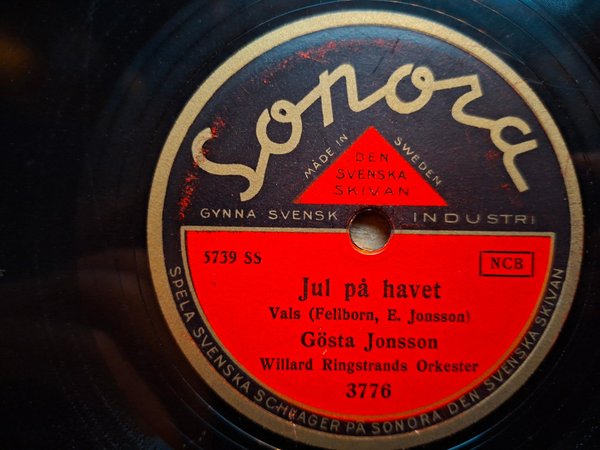 Sonora
MADE IN SWEDEN
DEN
SVENSKA
SKIVAN
GYNNA SVENSK INDUSTRI
5739 SS
NCB
Jul på havet
Vals (Fellborn, E. Jonsson)
Gösta Jonsson
Willard Ringstrands Orkester
3776
SPELA SVENSKA SCHLAGER PÅ SONORA DEN SVENSKA SKIVAN